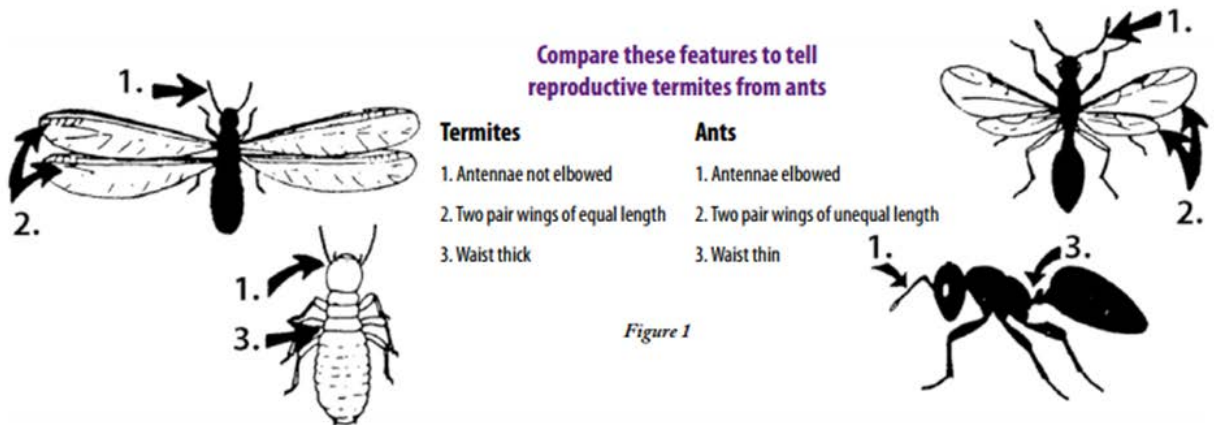 1.
2.
1.
3.
Compare these features to tell
reproductive termites from ants
Termites
1. Antennae not elbowed
2. Two pair wings of equal length
3. Waist thick
Ants
1. Antennae elbowed
2. Two pair wings of unequal length
3. Waist thin
Figure 1
1.
2.
1.
3.